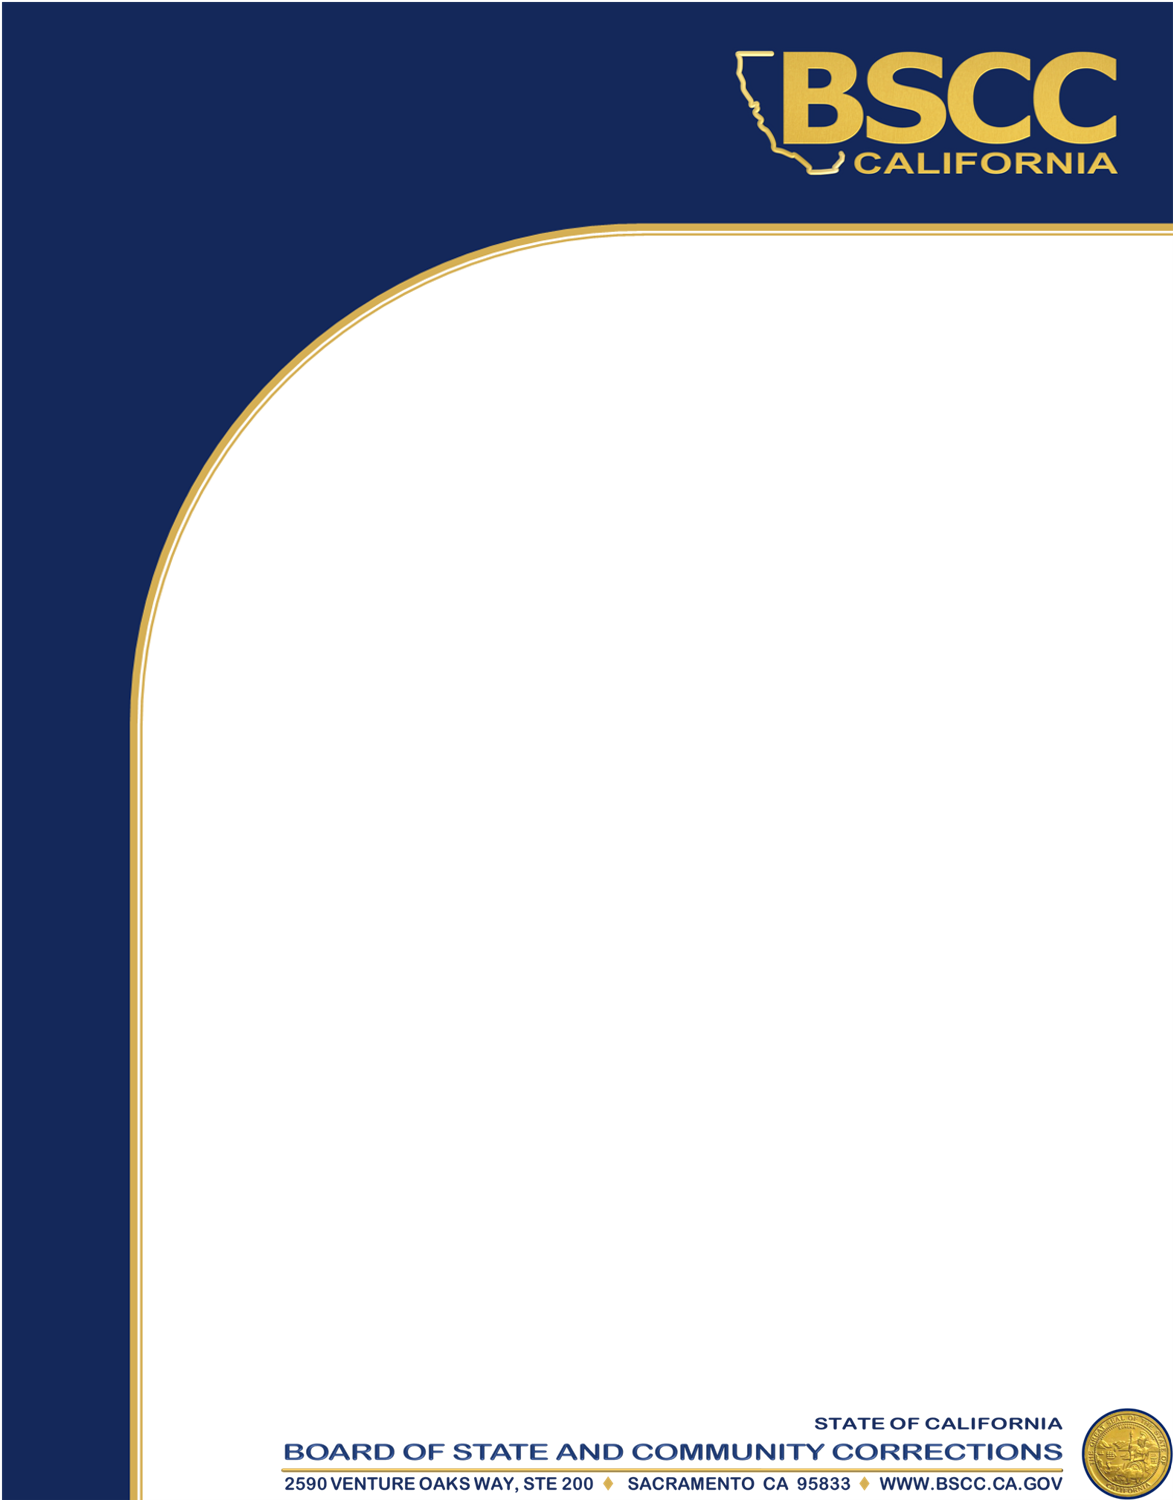 BSCC
CALIFORNIA
STATE OF CALIFORNIA
BOARD OF STATE AND COMMUNITY CORRECTIONS
2590 VENTURE OAKS WAY, STE 200 ♦ SACRAMENTO CA 95833 ♦ WWW.BSCC.CA.GOV